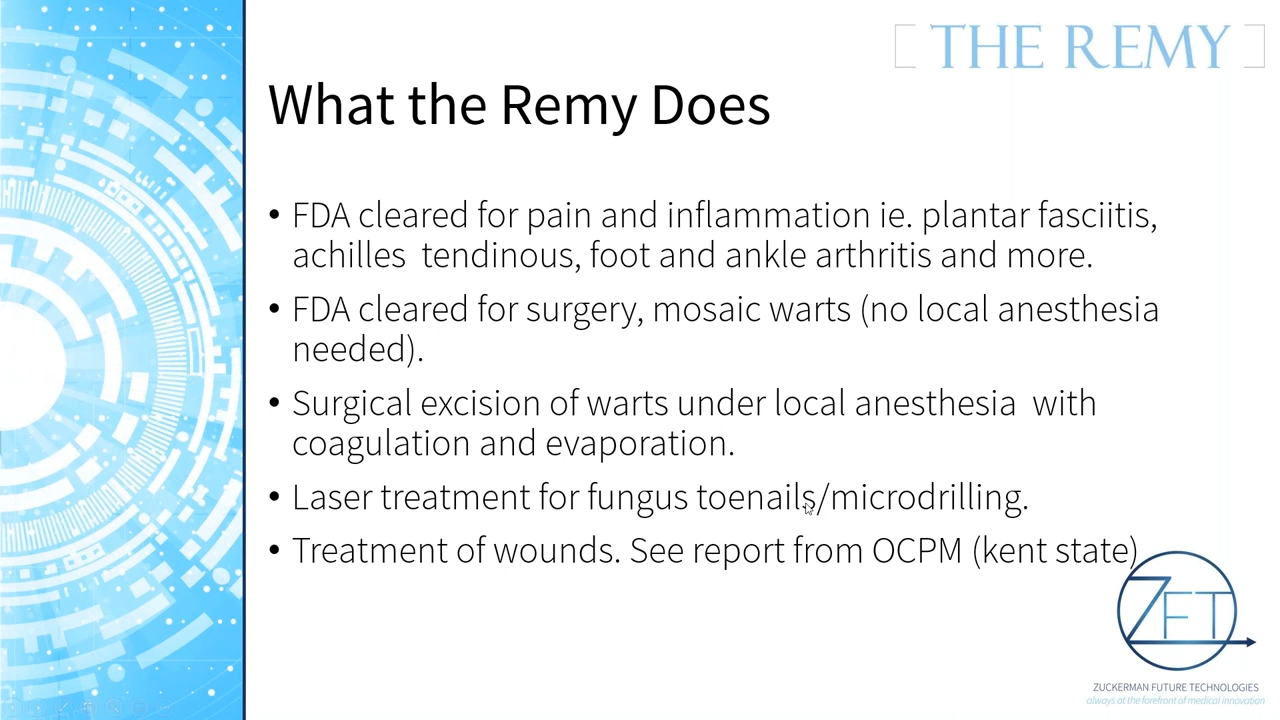 [ THE REMY ]
What the Remy Does
• FDA cleared for pain and inflammation ie. plantar fasciitis,
achilles  tendinous, foot and ankle arthritis and more.
• FDA cleared for surgery, mosaic warts (no local anesthesia
needed).
• Surgical excision of warts under local anesthesia  with
coagulation and evaporation.
• Laser treatment for fungus toenails/microdrilling.
• Treatment of wounds. See report from OCPM (kent state)
ZFT
ZUCKERMAN FUTURE TECHNOLOGIES
always at the forefront of medical innovation